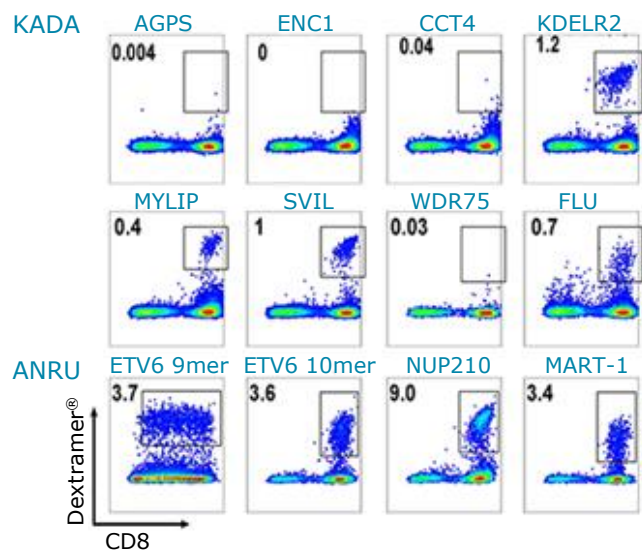 KADA AGPS ENC1 CCT4 KDELR2
0.004 0 0.04 1.2
MYLIP SVIL WDR75 FLU
0.4 1 0.03 0.7
ANRU ETV6 9mer ETV6 10mer NUP210 MART-1
3.7 3.6 9.0 3.4
Dextramer®
CD8